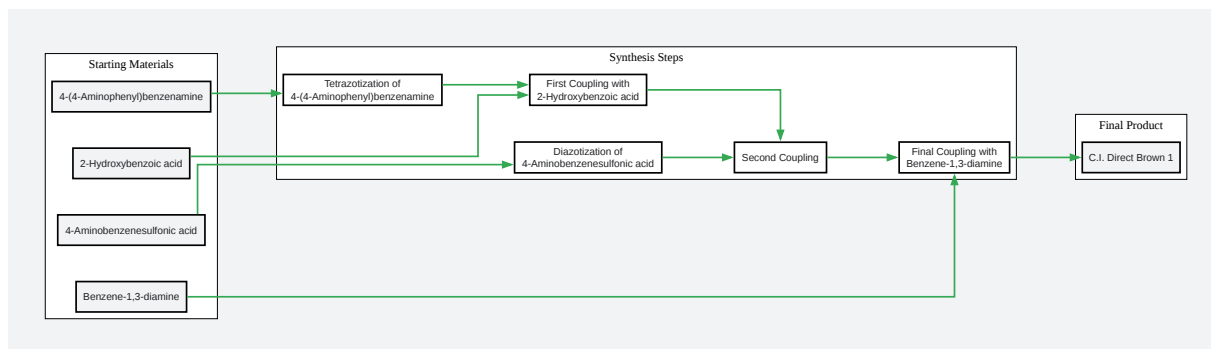 Starting Materials
4-(4-Aminophenyl)benzenamine
2-Hydroxybenzoic acid
4-Aminobenzenesulfonic acid
Benzene-1,3-diamine
Synthesis Steps
Tetrazotization of
4-(4-Aminophenyl)benzenamine
First Coupling with
2-Hydroxybenzoic acid
Diazotization of
4-Aminobenzenesulfonic acid
Second Coupling
Final Coupling with
Benzene-1,3-diamine
Final Product
C.I. Direct Brown 1